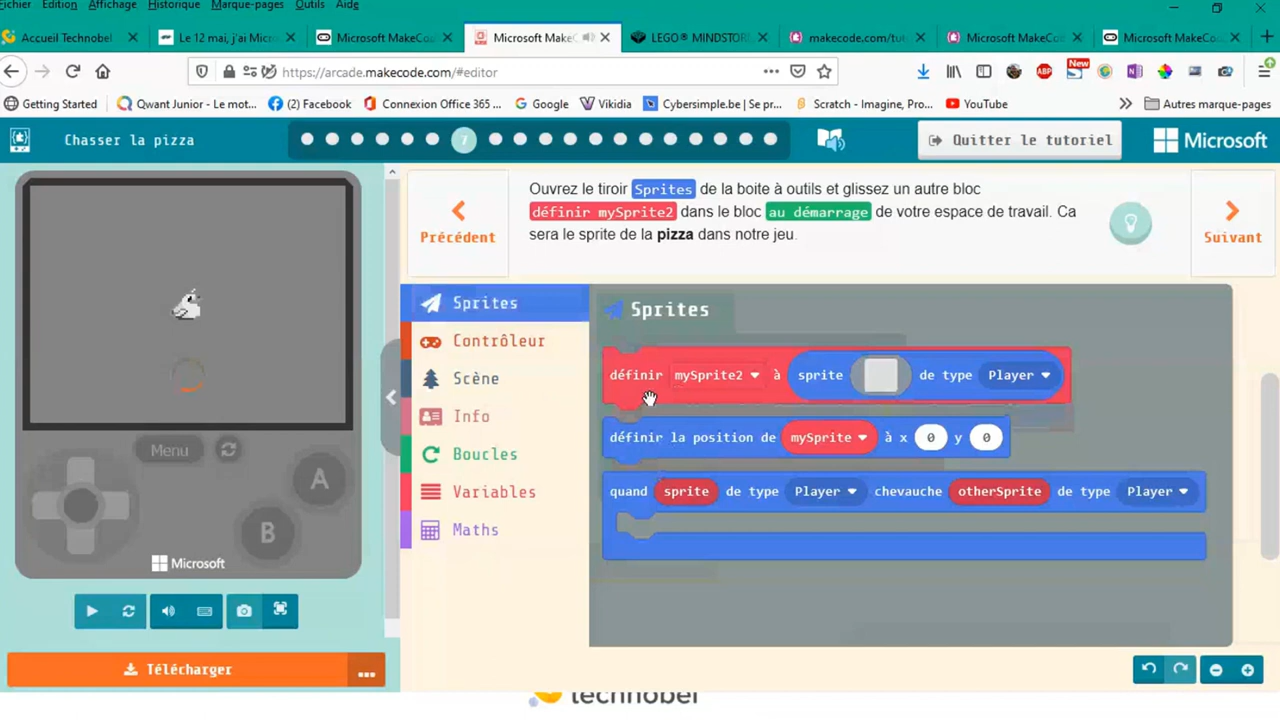 Fichier Edition Affichage Historique Marque-pages Outils Aide
Accueil Technobel Le 12 mai, j'ai Micro Microsoft MakeCod Microsoft MakeC LEGO® MINDSTOR makecode.com/tu Microsoft MakeCo Microsoft MakeCo
https://arcade.makecode.com/#editor New ABP
Getting Started Qwant Junior - Le mot... (2) Facebook Connexion Office 365 ... Google Vikidia Cybersimple.be | Se pr... Scratch - Imagine, Pro... YouTube Autres marque-pages
Chasser la pizza 7 Quitter le tutoriel Microsoft
Précédent
Ouvrez le tiroir Sprites de la boite à outils et glissez un autre bloc
définir mySprite2 dans le bloc au démarrage de votre espace de travail. Ca
sera le sprite de la pizza dans notre jeu.
Suivant
Sprites
Contrôleur
Scène
Info
Boucles
Variables
Maths
Sprites
définir mySprite2 à sprite de type Player
définir la position de mySprite à x 0 y 0
quand sprite de type Player chevauche otherSprite de type Player
Menu
A
B
Microsoft
Télécharger ...
technobel